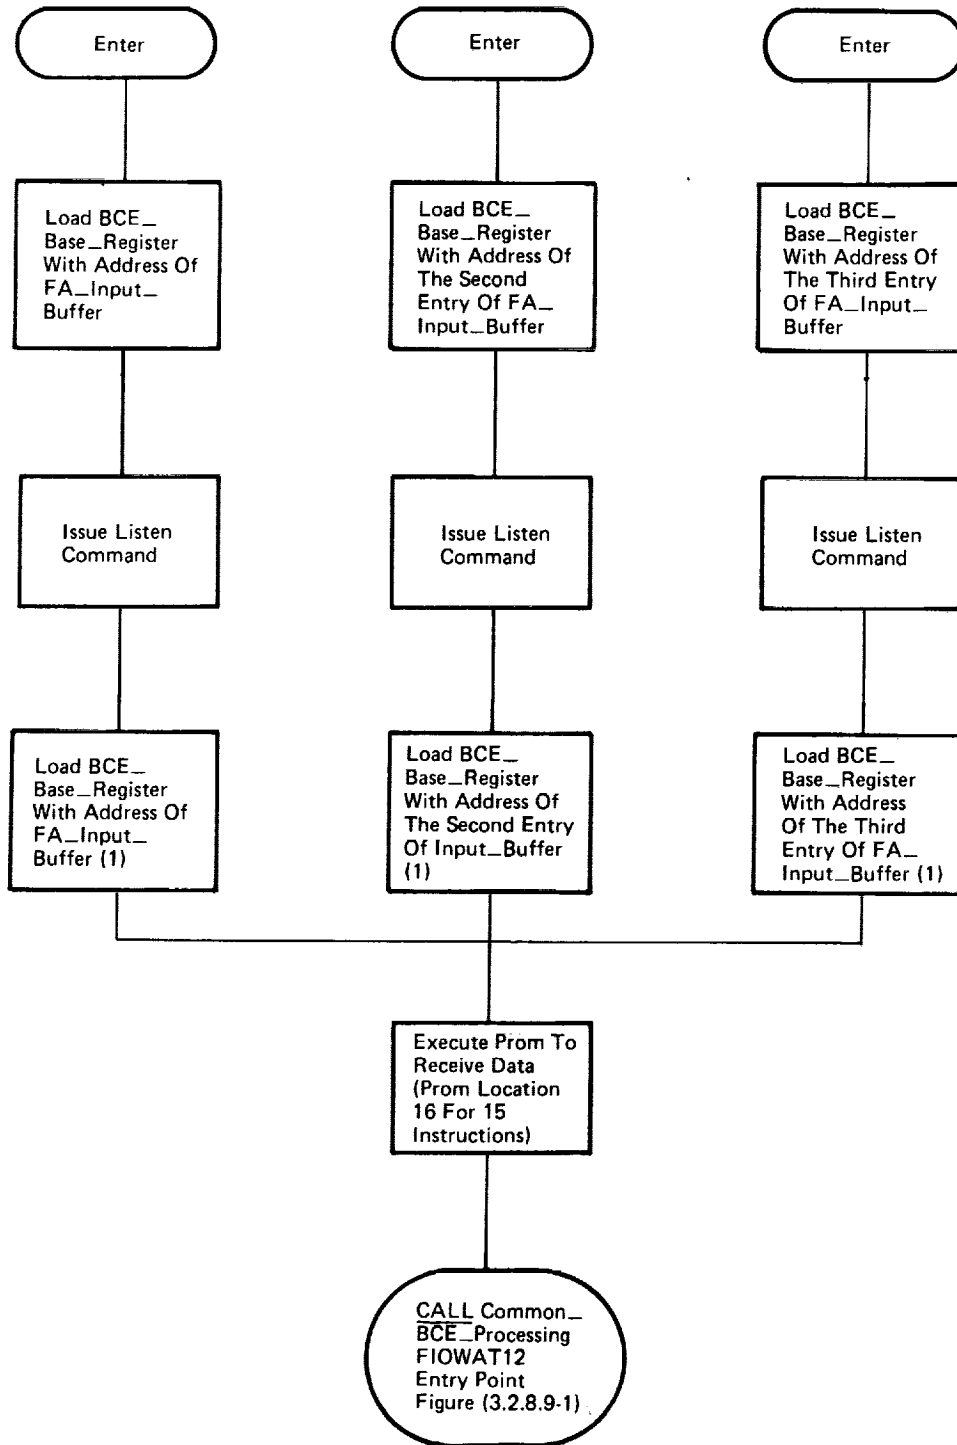 Enter
Load BCE_
Base_Register
With Address Of
FA_Input_
Buffer
Issue Listen
Command
Load BCE_
Base_Register
With Address Of
FA_Input_
Buffer (1)
Enter
Load BCE_
Base_Register
With Address Of
The Second
Entry Of FA_
Input_Buffer
Issue Listen
Command
Load BCE_
Base_Register
With Address Of
The Second Entry
Of Input_Buffer
(1)
Enter
Load BCE_
Base_Register
With Address Of
The Third Entry
Of FA_Input_
Buffer
Issue Listen
Command
Load BCE_
Base_Register
With Address
Of The Third
Entry Of FA_
Input_Buffer (1)
Execute Prom To
Receive Data
(Prom Location
16 For 15
Instructions)
CALL Common_
BCE_Processing
FIOWAT12
Entry Point
Figure (3.2.8.9-1)